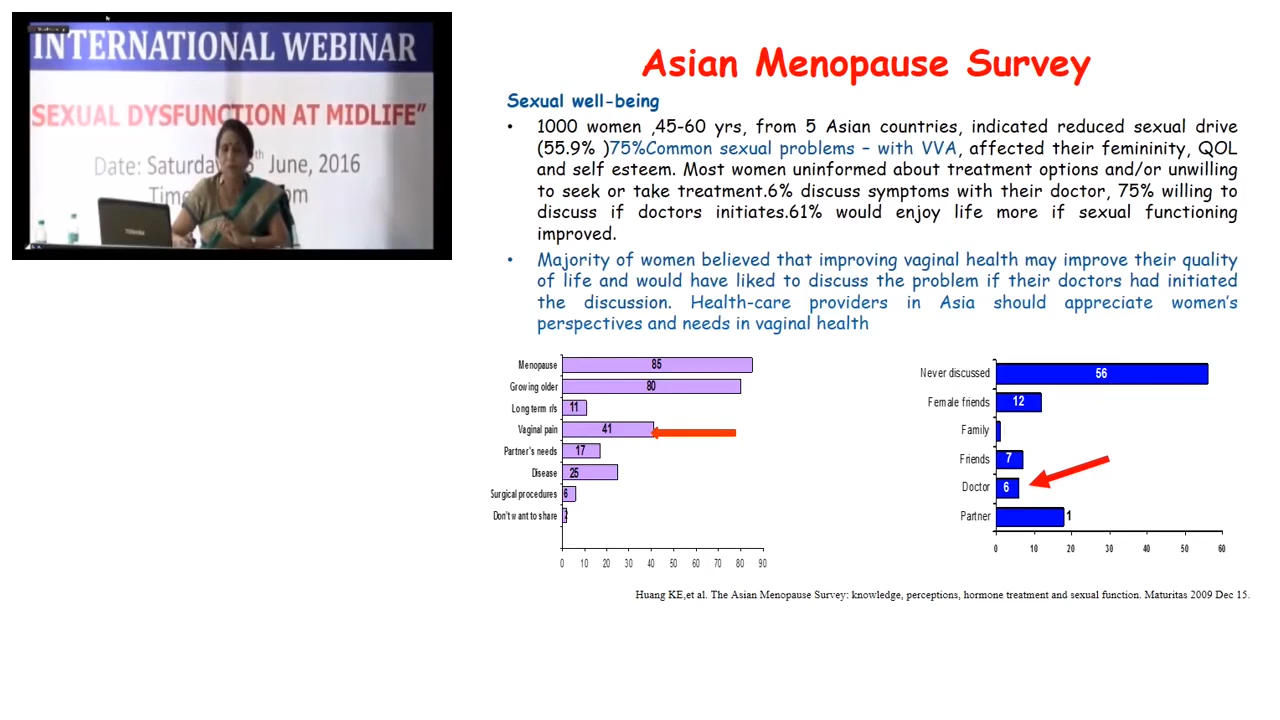 INTERNATIONAL WEBINAR
SEXUAL DYSFUNCTION AT MIDLIFE”
Date: Saturday th June, 2016
TOSHIBA
Asian Menopause Survey
Sexual well-being
• 1000 women ,45-60 yrs, from 5 Asian countries, indicated reduced sexual drive
(55.9% )75%Common sexual problems – with VVA, affected their femininity, QOL
and self esteem. Most women uninformed about treatment options and/or unwilling
to seek or take treatment.6% discuss symptoms with their doctor, 75% willing to
discuss if doctors initiates.61% would enjoy life more if sexual functioning
improved.
• Majority of women believed that improving vaginal health may improve their quality
of life and would have liked to discuss the problem if their doctors had initiated
the discussion. Health-care providers in Asia should appreciate women’s
perspectives and needs in vaginal health
Menopause 85
Growing older 80
Long term r/s 11
Vaginal pain 41
Partner's needs 17
Disease 25
Surgical procedures 6
Don't want to share 2
0 10 20 30 40 50 60 70 80 90
Never discussed 56
Female friends 12
Family
Friends 7
Doctor 6
Partner 1
0 10 20 30 40 50 60
Huang KE,et al. The Asian Menopause Survey: knowledge, perceptions, hormone treatment and sexual function. Maturitas 2009 Dec 15.